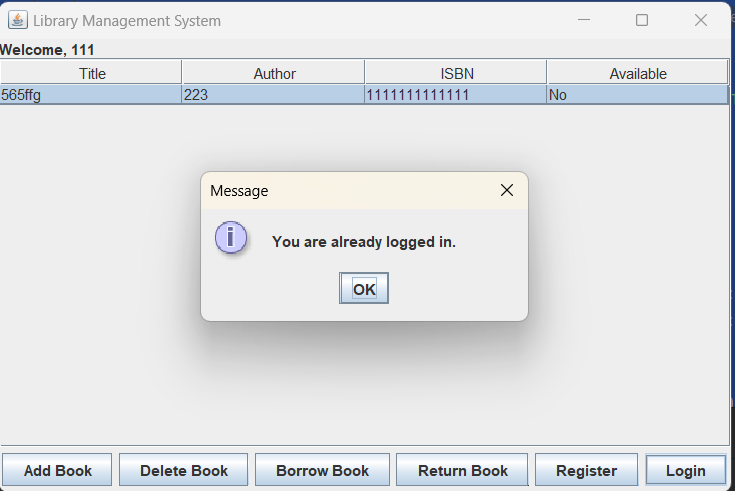 Library Management System
Welcome, 111
Title Author ISBN Available
565ffg 223 1111111111111 No
Message
i You are already logged in.
OK
Add Book Delete Book Borrow Book Return Book Register Login